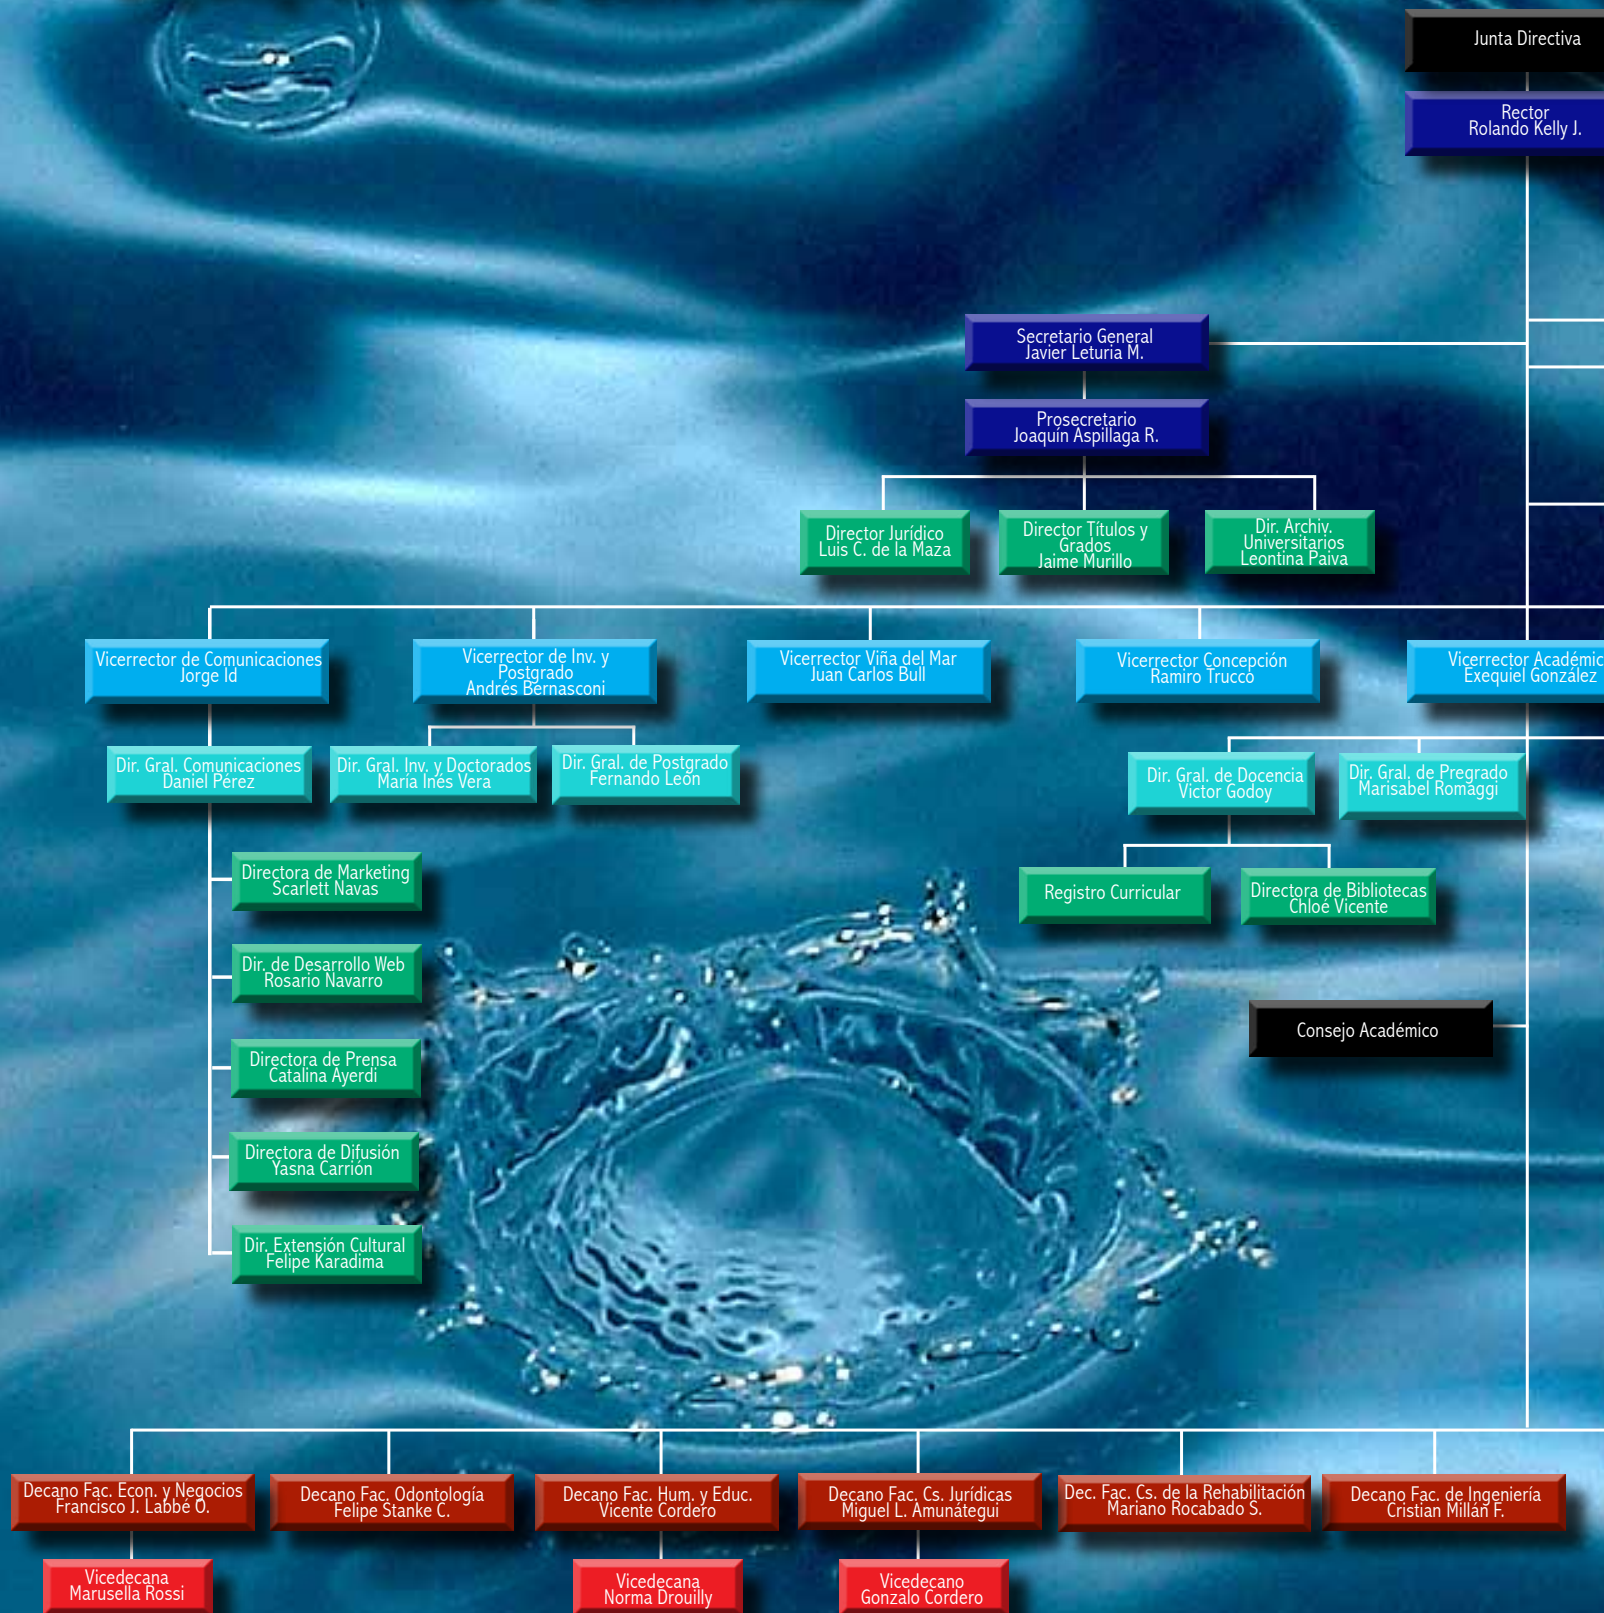 Junta Directiva
Rector
Rolando Kelly J.
Secretario General
Javier Leturia M.
Prosecretario
Joaquín Aspillaga R.
Director Jurídico
Luis C. de la Maza
Director Títulos y
Grados
Jaime Murillo
Dir. Archiv.
Universitarios
Leontina Paiva
Vicerrector de Comunicaciones
Jorge Id
Vicerrector de Inv. y
Postgrado
Andrés Bernasconi
Vicerrector Viña del Mar
Juan Carlos Bull
Vicerrector Concepción
Ramiro Trucco
Vicerrector Académic
Exequiel González
Dir. Gral. Comunicaciones
Daniel Pérez
Dir. Gral. Inv. y Doctorados
María Inés Vera
Dir. Gral. de Postgrado
Fernando León
Dir. Gral. de Docencia
Victor Godoy
Dir. Gral. de Pregrado
Marisabel Romaggi
Directora de Marketing
Scarlett Navas
Registro Curricular
Directora de Bibliotecas
Chloé Vicente
Dir. de Desarrollo Web
Rosario Navarro
Consejo Académico
Directora de Prensa
Catalina Ayerdi
Directora de Difusión
Yasna Carrión
Dir. Extensión Cultural
Felipe Karadima
Decano Fac. Econ. y Negocios
Francisco J. Labbé O.
Decano Fac. Odontología
Felipe Stanke C.
Decano Fac. Hum. y Educ.
Vicente Cordero
Decano Fac. Cs. Jurídicas
Miguel L. Amunátegui
Dec. Fac. Cs. de la Rehabilitación
Mariano Rocabado S.
Decano Fac. de Ingeniería
Cristian Millán F.
Vicedecana
Marusella Rossi
Vicedecana
Norma Drouilly
Vicedecano
Gonzalo Cordero